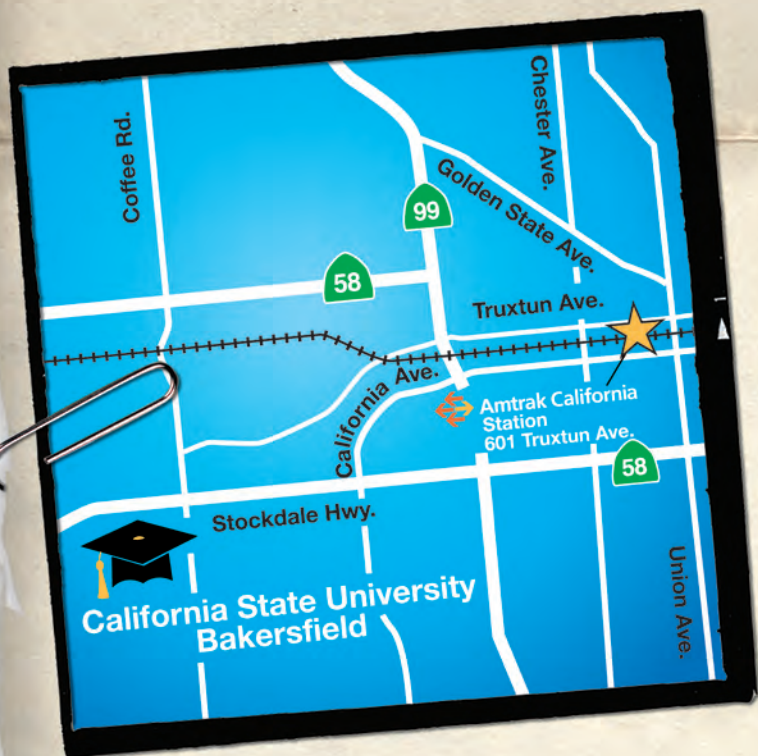 Coffee Rd.
Chester Ave.
Golden State Ave.
99
58
Truxtun Ave.
California Ave.
Amtrak California
Station
601 Truxtun Ave.
58
Stockdale Hwy.
Union Ave.
California State University
Bakersfield
1